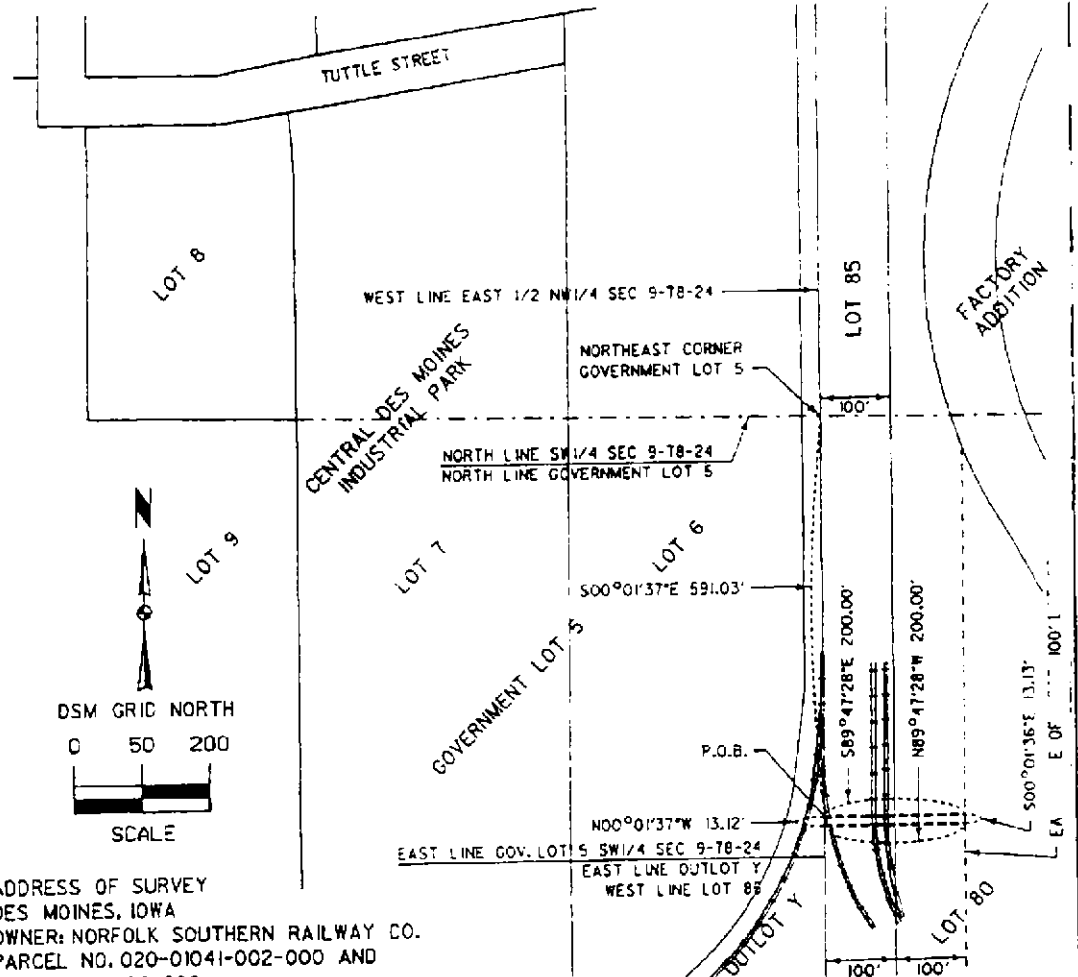 TUTTLE STREET
LOT 8
WEST LINE EAST 1/2 NW1/4 SEC 9-78-24
LOT 85
FACTORY
ADDITION
CENTRAL DES MOINES
INDUSTRIAL PARK
NORTHEAST CORNER
GOVERNMENT LOT 5
100'
NORTH LINE SW1/4 SEC 9-78-24
NORTH LINE GOVERNMENT LOT 5
N
LOT 9
LOT 7
LOT 6
S00°01'37"E 591.03'
GOVERNMENT LOT 5
DSM GRID NORTH
0 50 200
SCALE
S89°47'28"E 200.00'
N89°47'28"W 200.00'
S00°01'36"E 13.13'
E OF 100'
P.O.B.
N00°01'37"W 13.12'
EAST LINE GOV. LOT 5 SW1/4 SEC 9-78-24
EAST LINE OUTLOT Y
WEST LINE LOT
OUTLOT Y
LOT 80
100' 100'
ADDRESS OF SURVEY
DES MOINES, IOWA
OWNER: NORFOLK SOUTHERN RAILWAY CO.
PARCEL NO. 020-01041-002-000 AND